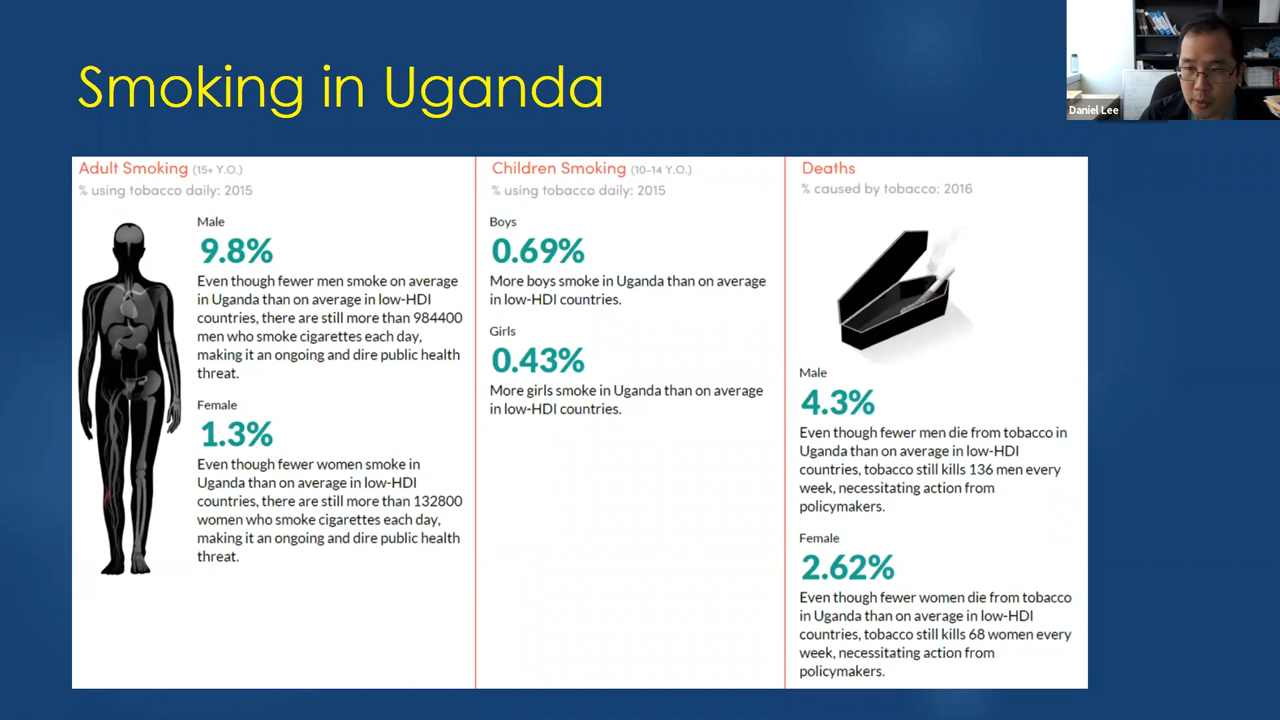 Smoking in Uganda
Daniel Lee
Adult Smoking (15+ Y.O.)
% using tobacco daily: 2015
Male
9.8%
Even though fewer men smoke on average
in Uganda than on average in low-HDI
countries, there are still more than 984400
men who smoke cigarettes each day,
making it an ongoing and dire public health
threat.
Female
1.3%
Even though fewer women smoke in
Uganda than on average in low-HDI
countries, there are still more than 132800
women who smoke cigarettes each day,
making it an ongoing and dire public health
threat.
Children Smoking (10-14 Y.O.)
% using tobacco daily: 2015
Boys
0.69%
More boys smoke in Uganda than on average
in low-HDI countries.
Girls
0.43%
More girls smoke in Uganda than on average
in low-HDI countries.
Deaths
% caused by tobacco: 2016
Male
4.3%
Even though fewer men die from tobacco in
Uganda than on average in low-HDI
countries, tobacco still kills 136 men every
week, necessitating action from
policymakers.
Female
2.62%
Even though fewer women die from tobacco
in Uganda than on average in low-HDI
countries, tobacco still kills 68 women every
week, necessitating action from
policymakers.